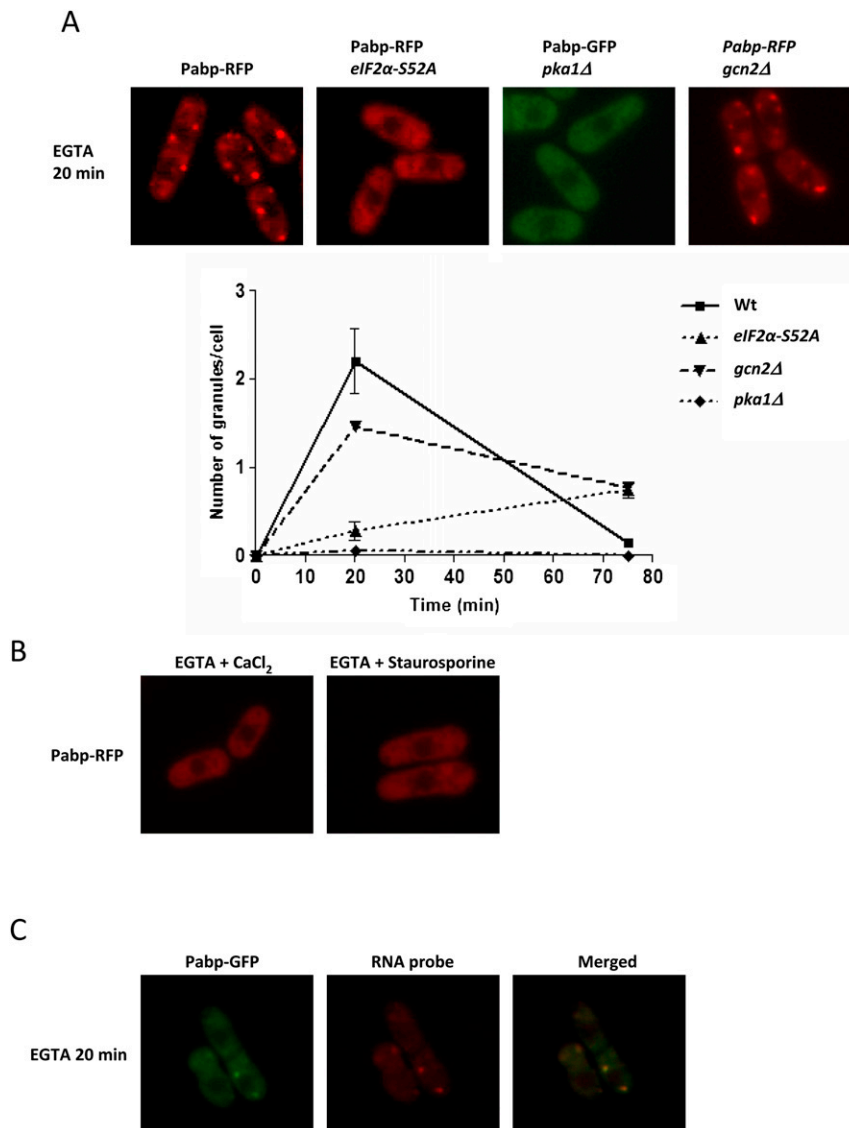 A
Pabp-RFP
Pabp-RFP
eIF2α-S52A
Pabp-GFP
pka1Δ
Pabp-RFP
gcn2Δ
EGTA
20 min
3
2
1
0
Number of granules/cell
0 10 20 30 40 50 60 70 80
Time (min)
Wt
eIF2α-S52A
gcn2Δ
pka1Δ
B
EGTA + CaCl₂
EGTA + Staurosporine
Pabp-RFP
C
Pabp-GFP
RNA probe
Merged
EGTA 20 min